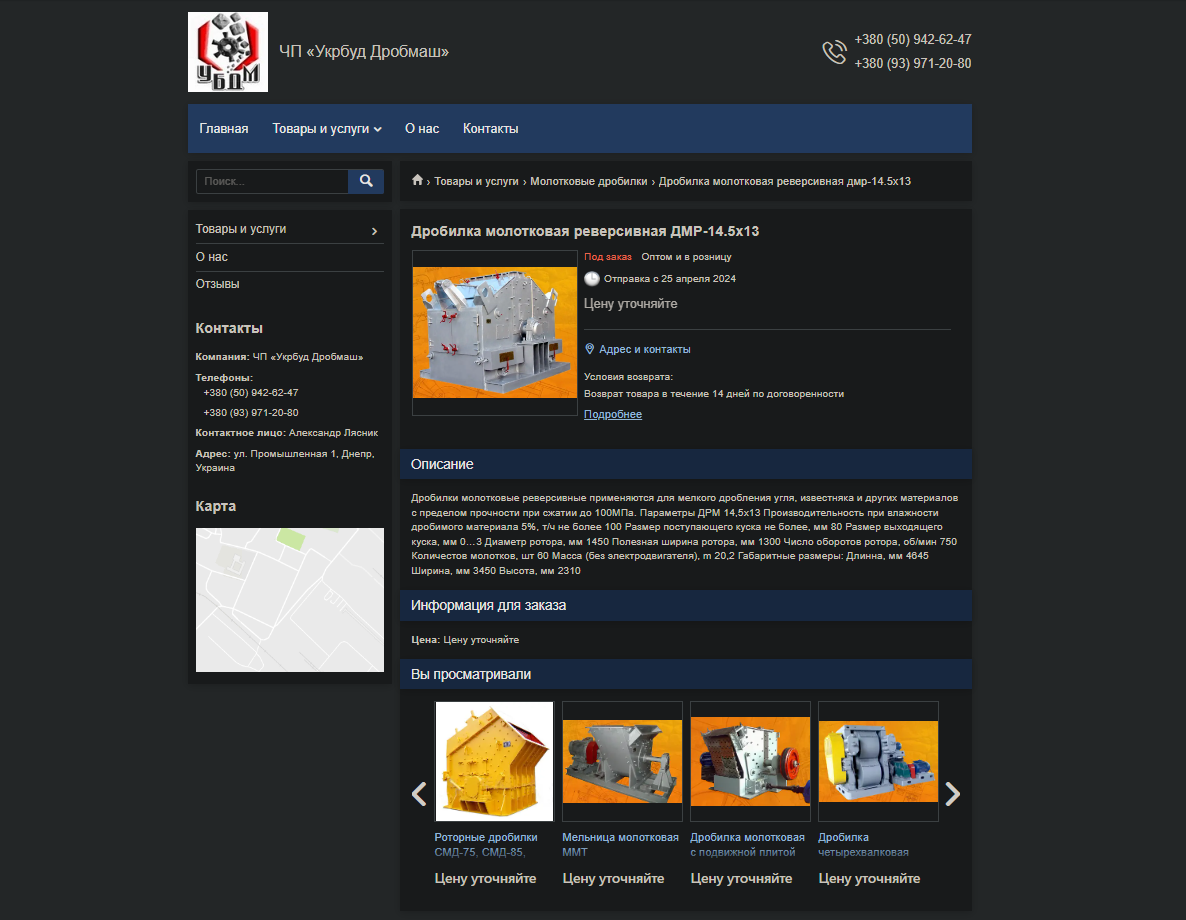 УБДМ
ЧП «Укрбуд Дробмаш»
+380 (50) 942-62-47
+380 (93) 971-20-80
Главная Товары и услуги О нас Контакты
Поиск...
› Товары и услуги › Молотковые дробилки › Дробилка молотковая реверсивная дмр-14.5х13
Товары и услуги
О нас
Отзывы
Контакты
Компания: ЧП «Укрбуд Дробмаш»
Телефоны:
+380 (50) 942-62-47
+380 (93) 971-20-80
Контактное лицо: Александр Лясник
Адрес: ул. Промышленная 1, Днепр,
Украина
Карта
Дробилка молотковая реверсивная ДМР-14.5х13
Под заказ Оптом и в розницу
Отправка с 25 апреля 2024
Цену уточняйте
Адрес и контакты
Условия возврата:
Возврат товара в течение 14 дней по договоренности
Подробнее
Описание
Дробилки молотковые реверсивные применяются для мелкого дробления угля, известняка и других материалов
с пределом прочности при сжатии до 100МПа. Параметры ДРМ 14,5х13 Производительность при влажности
дробимого материала 5%, т/ч не более 100 Размер поступающего куска не более, мм 80 Размер выходящего
куска, мм 0…3 Диаметр ротора, мм 1450 Полезная ширина ротора, мм 1300 Число оборотов ротора, об/мин 750
Количестов молотков, шт 60 Масса (без электродвигателя), m 20,2 Габаритные размеры: Длинна, мм 4645
Ширина, мм 3450 Высота, мм 2310
Информация для заказа
Цена: Цену уточняйте
Вы просматривали
Роторные дробилки
СМД-75, СМД-85,
Цену уточняйте
Мельница молотковая
ММТ
Цену уточняйте
Дробилка молотковая
с подвижной плитой
Цену уточняйте
Дробилка
четырехвалковая
Цену уточняйте